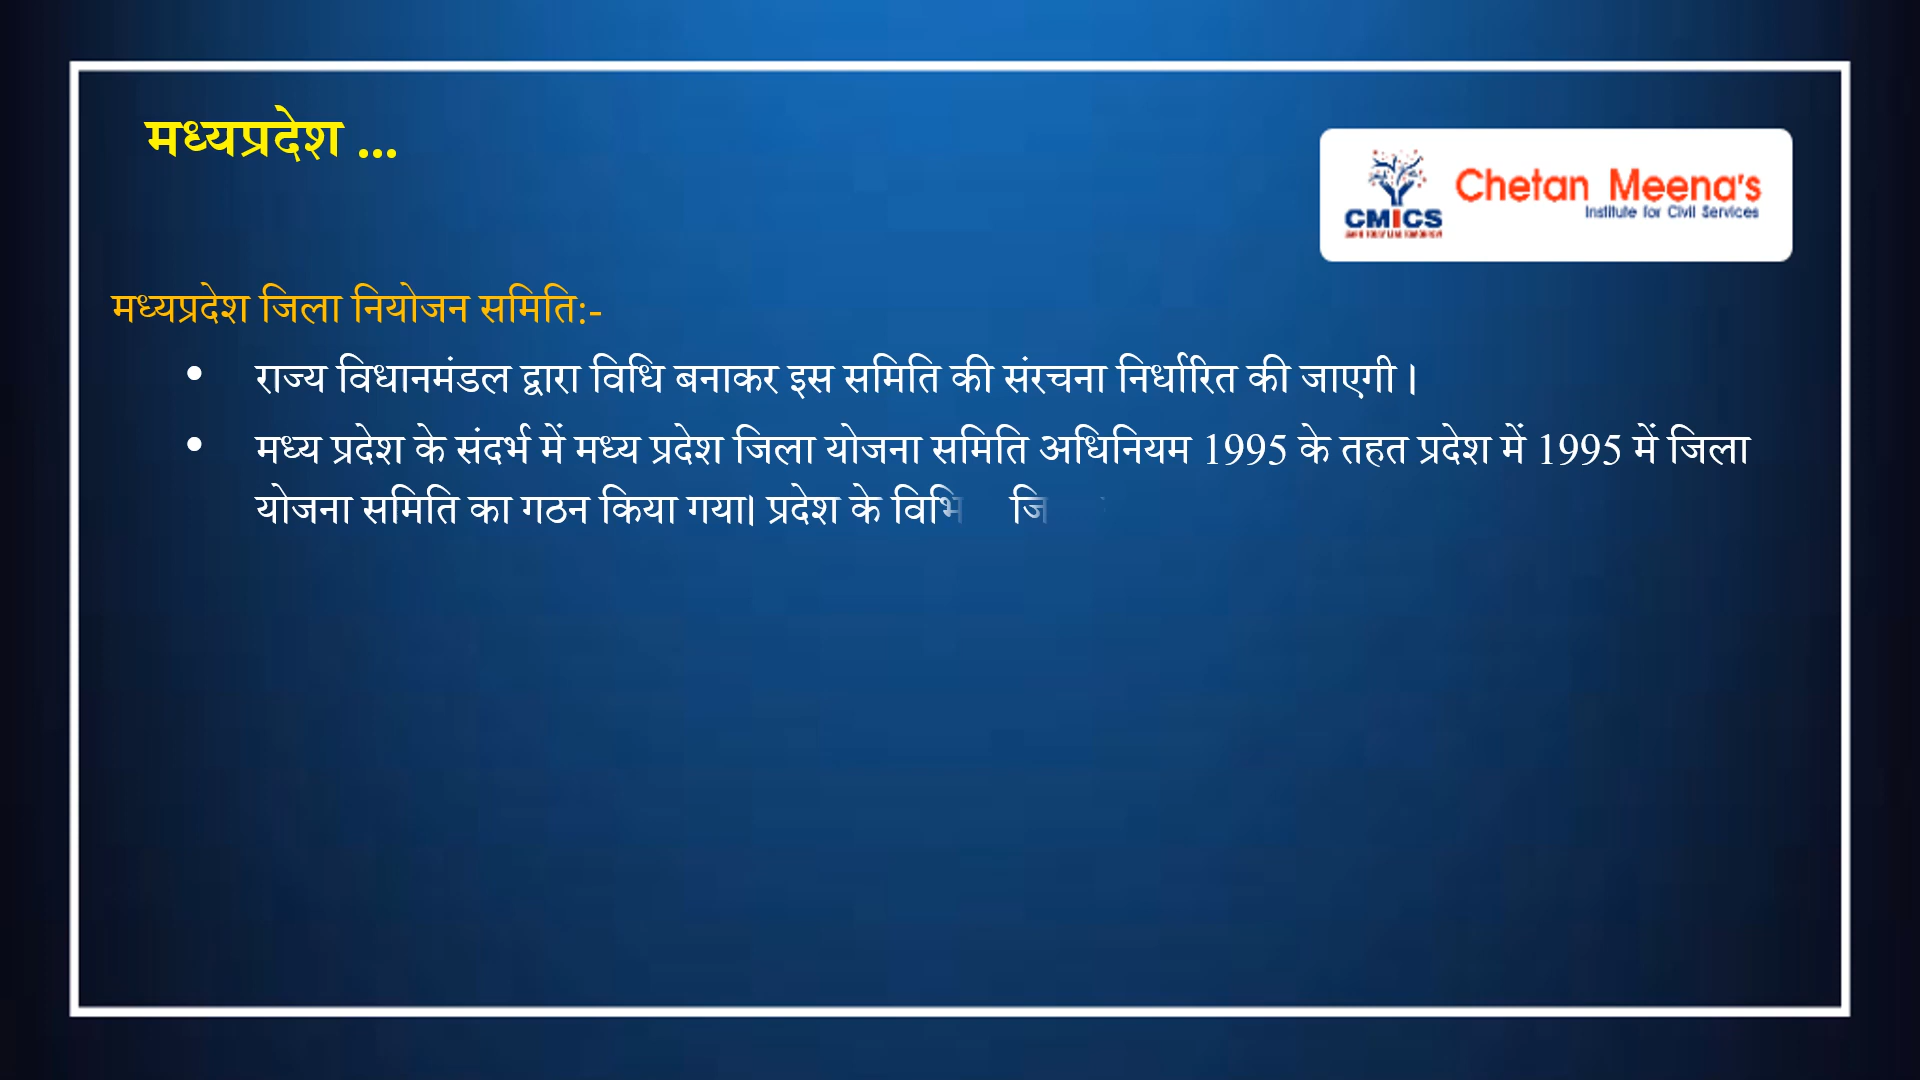 मध्यप्रदेश ...
CMICS
Chetan Meena's
Institute for Civil Services
मध्यप्रदेश जिला नियोजन समिति:-
• राज्य विधानमंडल द्वारा विधि बनाकर इस समिति की संरचना निर्धारित की जाएगी ।
• मध्य प्रदेश के संदर्भ में मध्य प्रदेश जिला योजना समिति अधिनियम 1995 के तहत प्रदेश में 1995 में जिला
योजना समिति का गठन किया गया। प्रदेश के